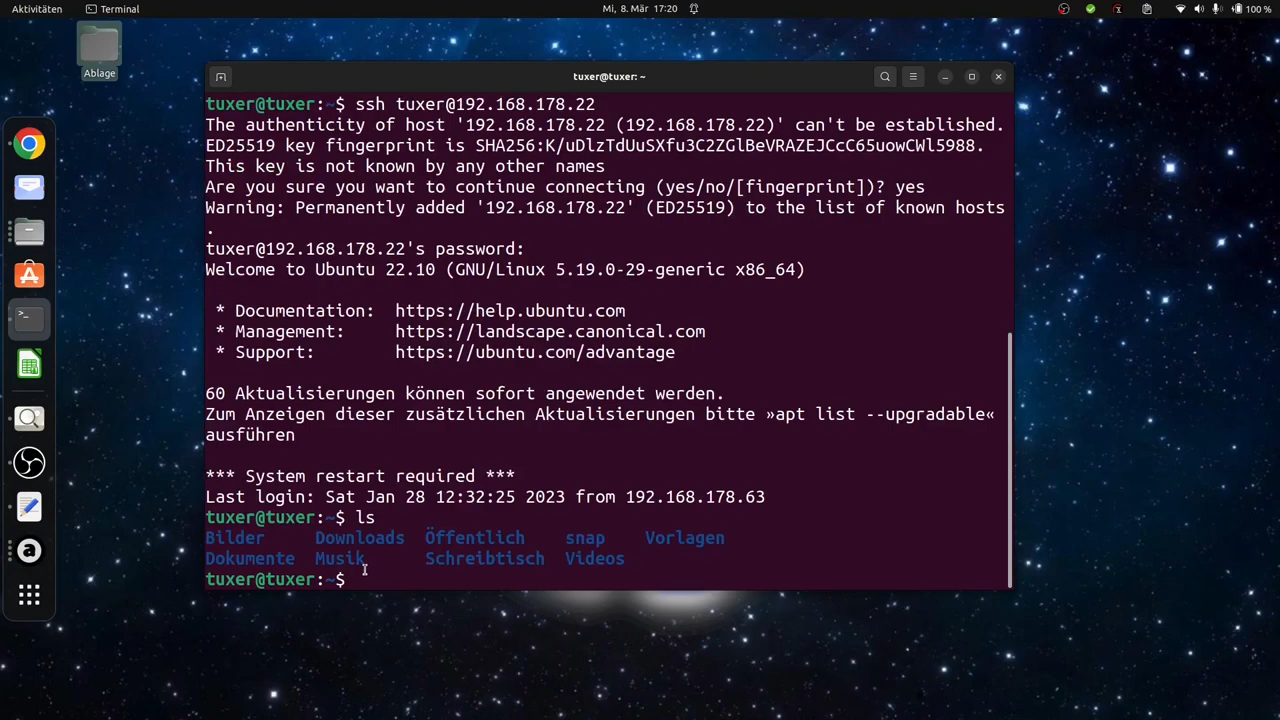 Aktivitäten
Terminal
Mi, 8. Mär 17:20
100 %
Ablage
tuxer@tuxer: ~
tuxer@tuxer:~$ ssh tuxer@192.168.178.22
The authenticity of host '192.168.178.22 (192.168.178.22)' can't be established.
ED25519 key fingerprint is SHA256:K/uDlzTdUuSXfu3C2ZGlBeVRAZEJCcC65uowCWl5988.
This key is not known by any other names
Are you sure you want to continue connecting (yes/no/[fingerprint])? yes
Warning: Permanently added '192.168.178.22' (ED25519) to the list of known hosts
.
tuxer@192.168.178.22's password:
Welcome to Ubuntu 22.10 (GNU/Linux 5.19.0-29-generic x86_64)
* Documentation: https://help.ubuntu.com
* Management: https://landscape.canonical.com
* Support: https://ubuntu.com/advantage
60 Aktualisierungen können sofort angewendet werden.
Zum Anzeigen dieser zusätzlichen Aktualisierungen bitte »apt list --upgradable«
ausführen
*** System restart required ***
Last login: Sat Jan 28 12:32:25 2023 from 192.168.178.63
tuxer@tuxer:~$ ls
Bilder Downloads Öffentlich snap Vorlagen
Dokumente Musik Schreibtisch Videos
tuxer@tuxer:~$